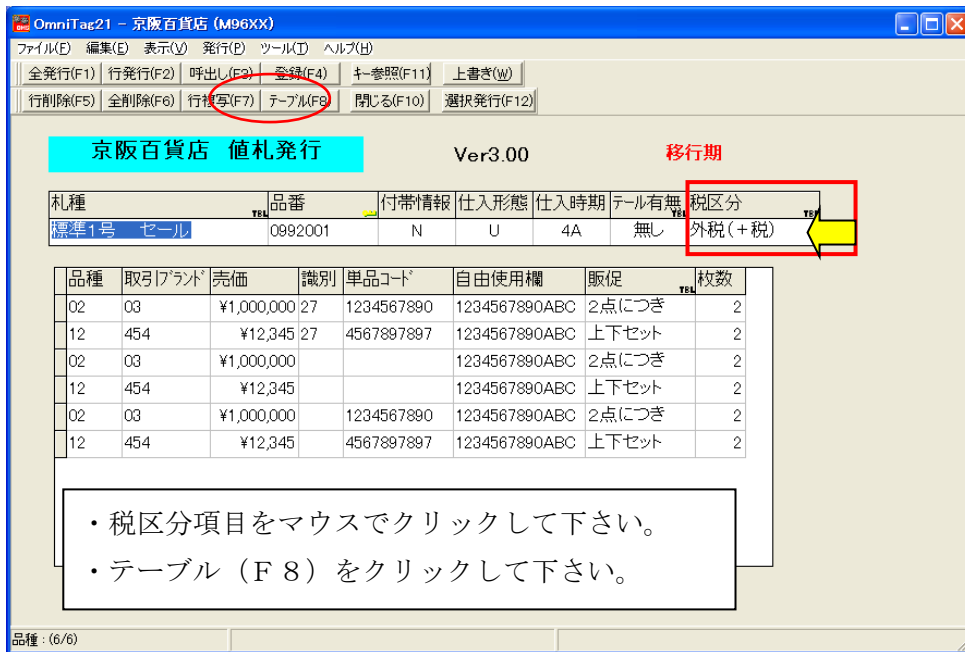 OmniTag21 - 京阪百貨店 (M96XX)
ファイル(F) 編集(E) 表示(V) 発行(P) ツール(T) ヘルプ(H)
全発行(F1) 行発行(F2) 呼出し(F3) 登録(F4) キー参照(F11) 上書き(W)
行削除(F5) 全削除(F6) 行複写(F7) テーブル(F8) 閉じる(F10) 選択発行(F12)
京阪百貨店 値札発行 Ver3.00 移行期
札種 TBL 品番 付帯情報 仕入形態 仕入時期 テール有無 TBL 税区分 TBL
標準1号 セール 0992001 N U 4A 無し 外税(+税)
品種 取引ブランド 売価 識別 単品コード 自由使用欄 販促 TBL 枚数
02 03 ¥1,000,000 27 1234567890 1234567890ABC 2点につき 2
12 454 ¥12,345 27 4567897897 1234567890ABC 上下セット 2
02 03 ¥1,000,000 1234567890ABC 2点につき 2
12 454 ¥12,345 1234567890ABC 上下セット 2
02 03 ¥1,000,000 1234567890 1234567890ABC 2点につき 2
12 454 ¥12,345 4567897897 1234567890ABC 上下セット 2
・税区分項目をマウスでクリックして下さい。
・テーブル（Ｆ８）をクリックして下さい。
品種 : (6/6)